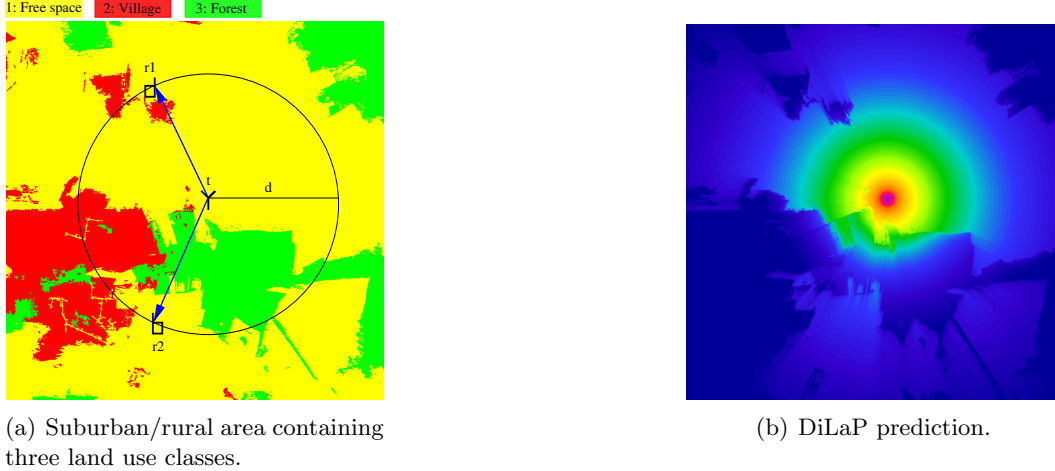 1: Free space 2: Village 3: Forest
r1
t
d
r2
(a) Suburban/rural area containing
three land use classes.
(b) DiLaP prediction.